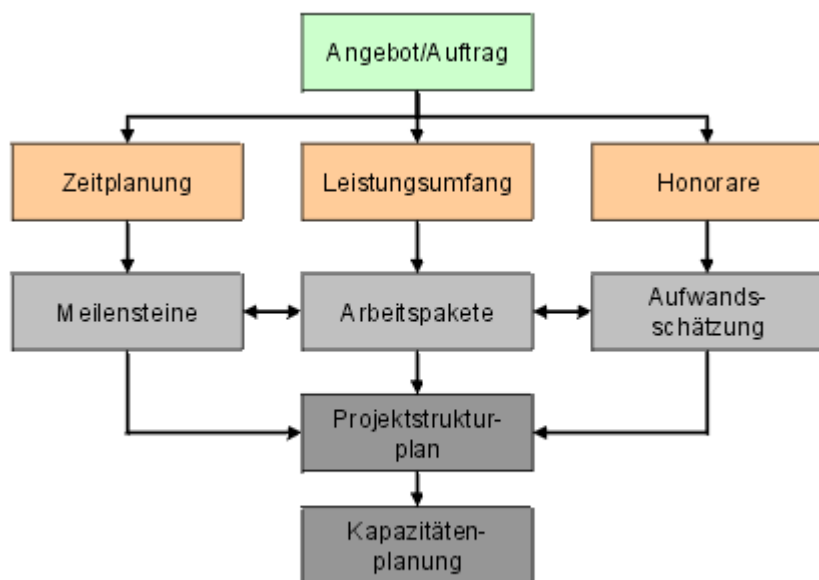 Angebot/Auftrag
Zeitplanung
Leistungsumfang
Honorare
Meilensteine
Arbeitspakete
Aufwands-
schätzung
Projektstruktur-
plan
Kapazitäten-
planung